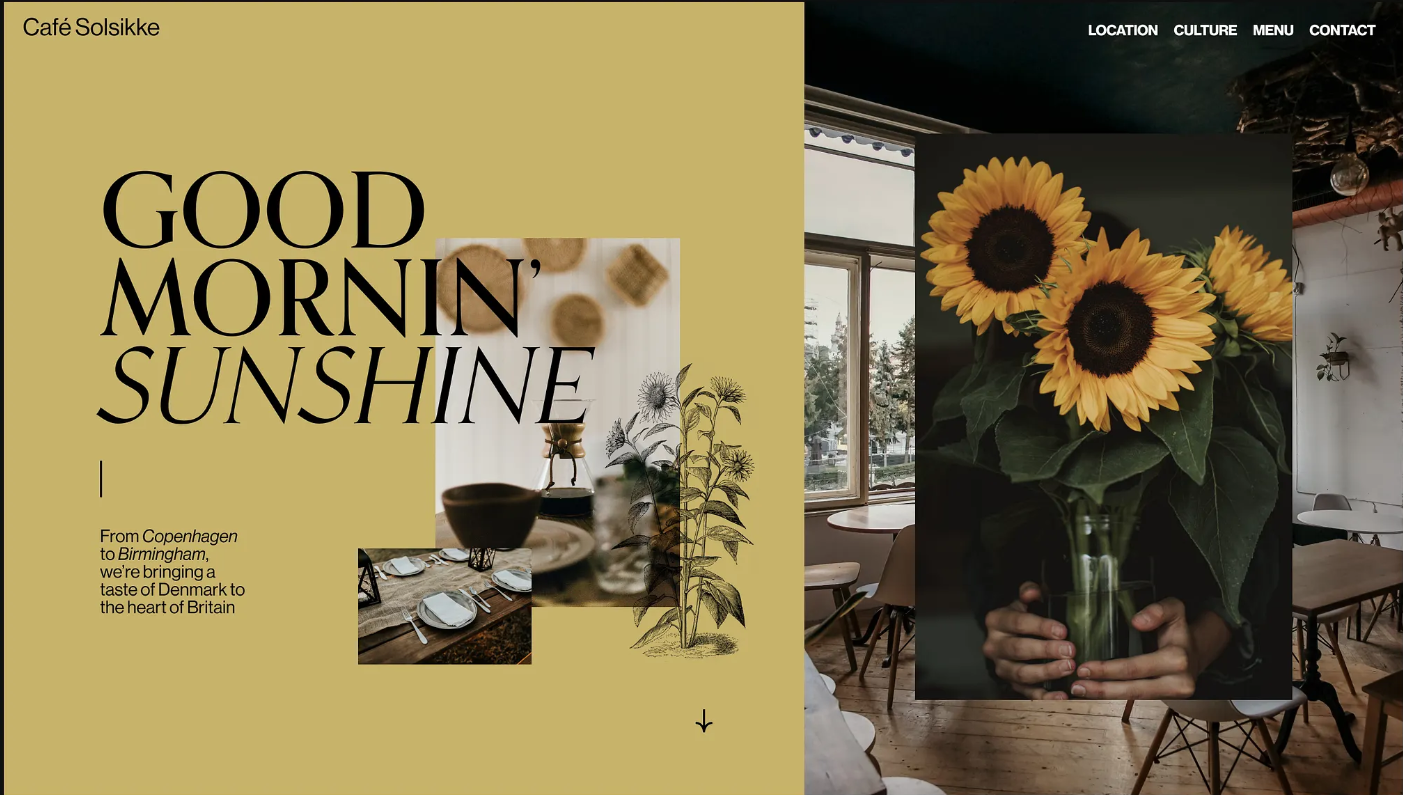 Café Solsikke
LOCATION CULTURE MENU CONTACT
GOOD
MORNIN’
SUNSHINE
From Copenhagen
to Birmingham,
we’re bringing a
taste of Denmark to
the heart of Britain